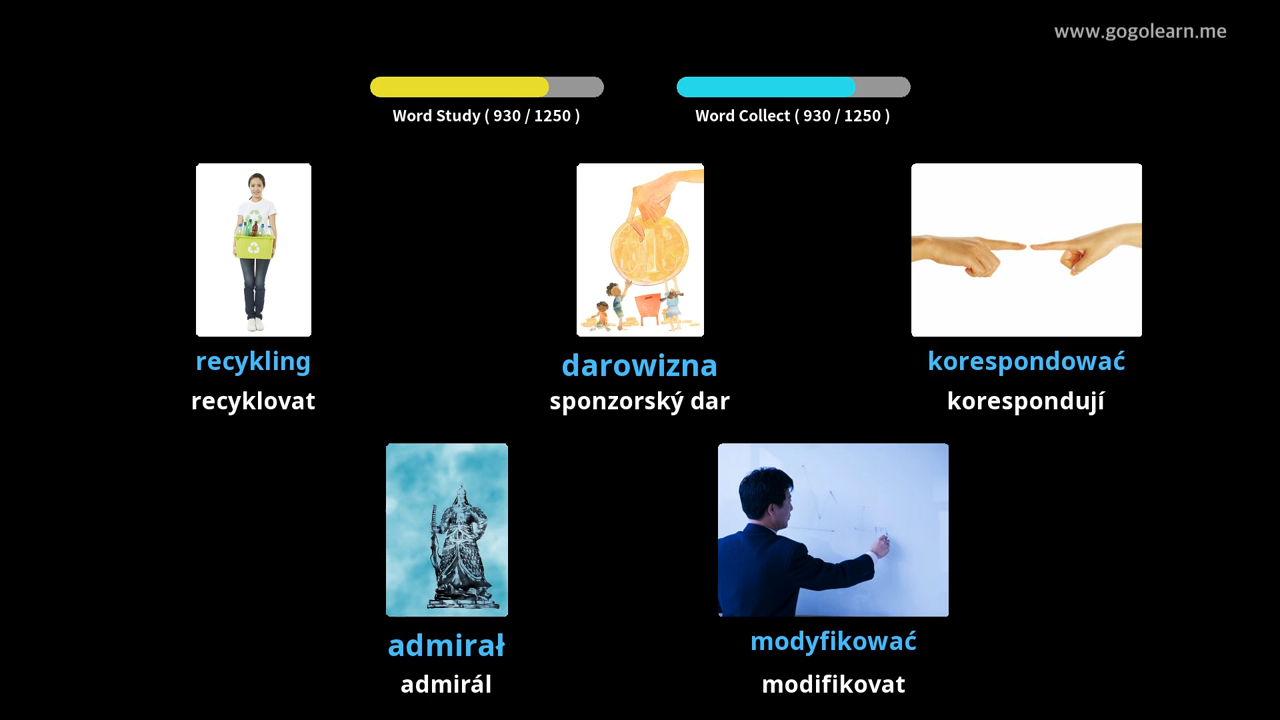 www.gogolearn.me
Word Study ( 930 / 1250 )
Word Collect ( 930 / 1250 )
recykling
darowizna
korespondować
recyklovat
sponzorský dar
korespondují
admirał
modyfikować
admirál
modifikovat